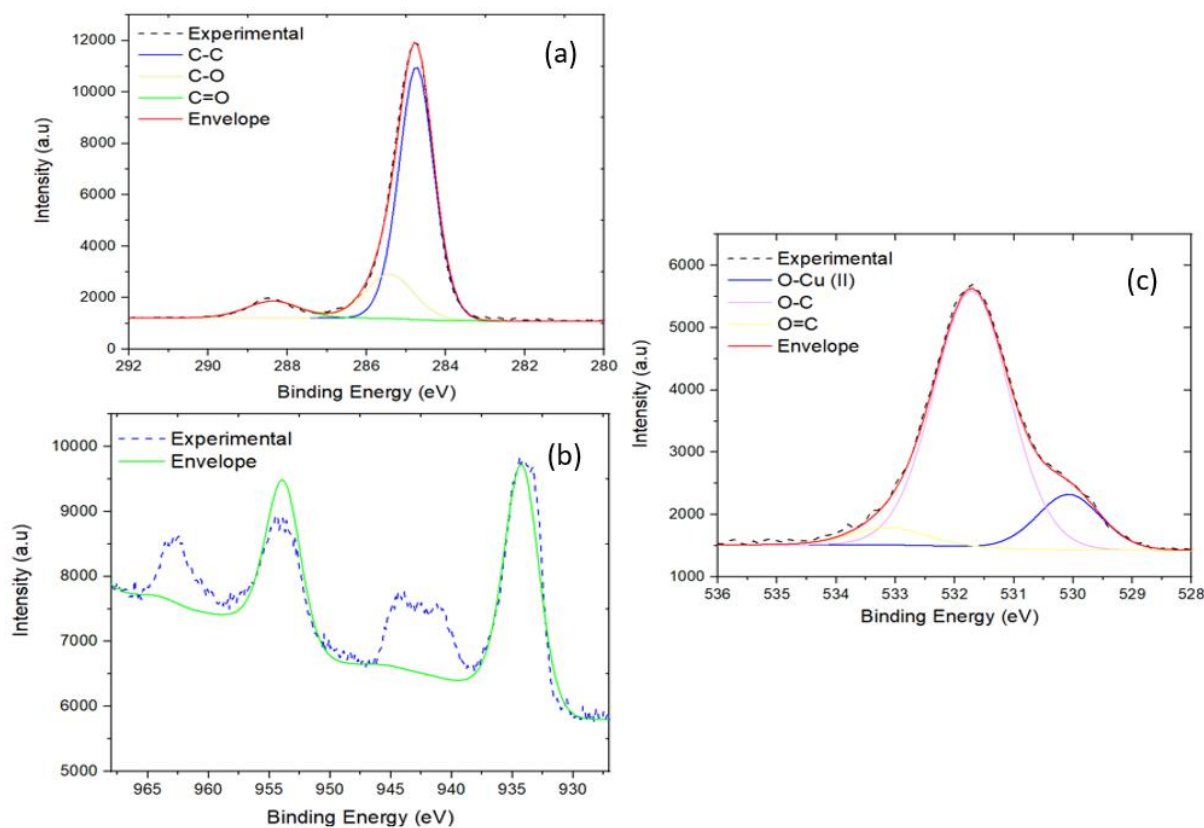 (a)
Experimental
C-C
C-O
C=O
Envelope
12000
10000
8000
6000
4000
2000
0
Intensity (a.u)
292 290 288 286 284 282 280
Binding Energy (eV)
(b)
Experimental
Envelope
10000
9000
8000
7000
6000
5000
Intensity (a.u)
965 960 955 950 945 940 935 930
Binding Energy (eV)
(c)
Experimental
O-Cu (II)
O-C
O=C
Envelope
6000
5000
4000
3000
2000
1000
Intensity (a.u)
536 535 534 533 532 531 530 529 528
Binding Energy (eV)